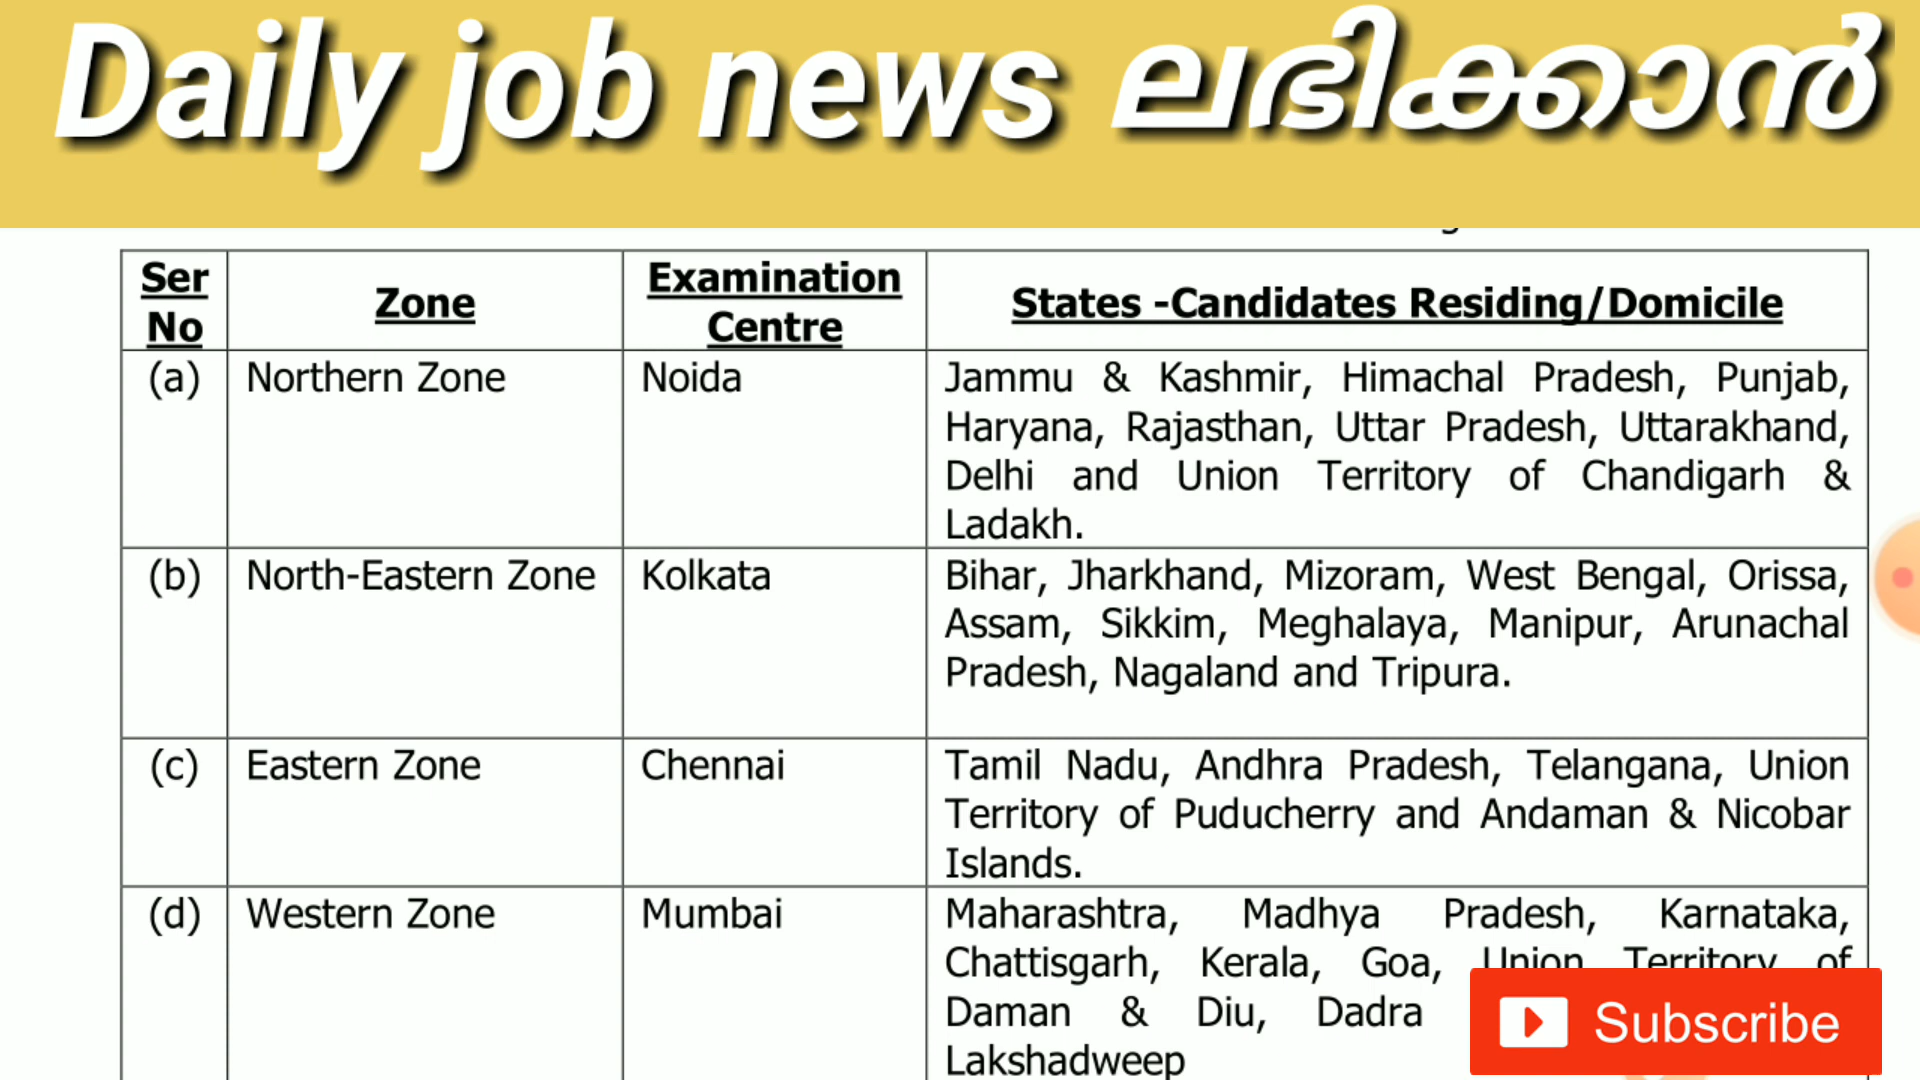 Daily job news ലഭിക്കാൻ
Ser No
Zone
Examination Centre
States -Candidates Residing/Domicile
(a)
Northern Zone
Noida
Jammu & Kashmir, Himachal Pradesh, Punjab,
Haryana, Rajasthan, Uttar Pradesh, Uttarakhand,
Delhi and Union Territory of Chandigarh &
Ladakh.
(b)
North-Eastern Zone
Kolkata
Bihar, Jharkhand, Mizoram, West Bengal, Orissa,
Assam, Sikkim, Meghalaya, Manipur, Arunachal
Pradesh, Nagaland and Tripura.
(c)
Eastern Zone
Chennai
Tamil Nadu, Andhra Pradesh, Telangana, Union
Territory of Puducherry and Andaman & Nicobar
Islands.
(d)
Western Zone
Mumbai
Maharashtra, Madhya Pradesh, Karnataka,
Chattisgarh, Kerala, Goa, Union Territory of
Daman & Diu, Dadra
Lakshadweep
Subscribe